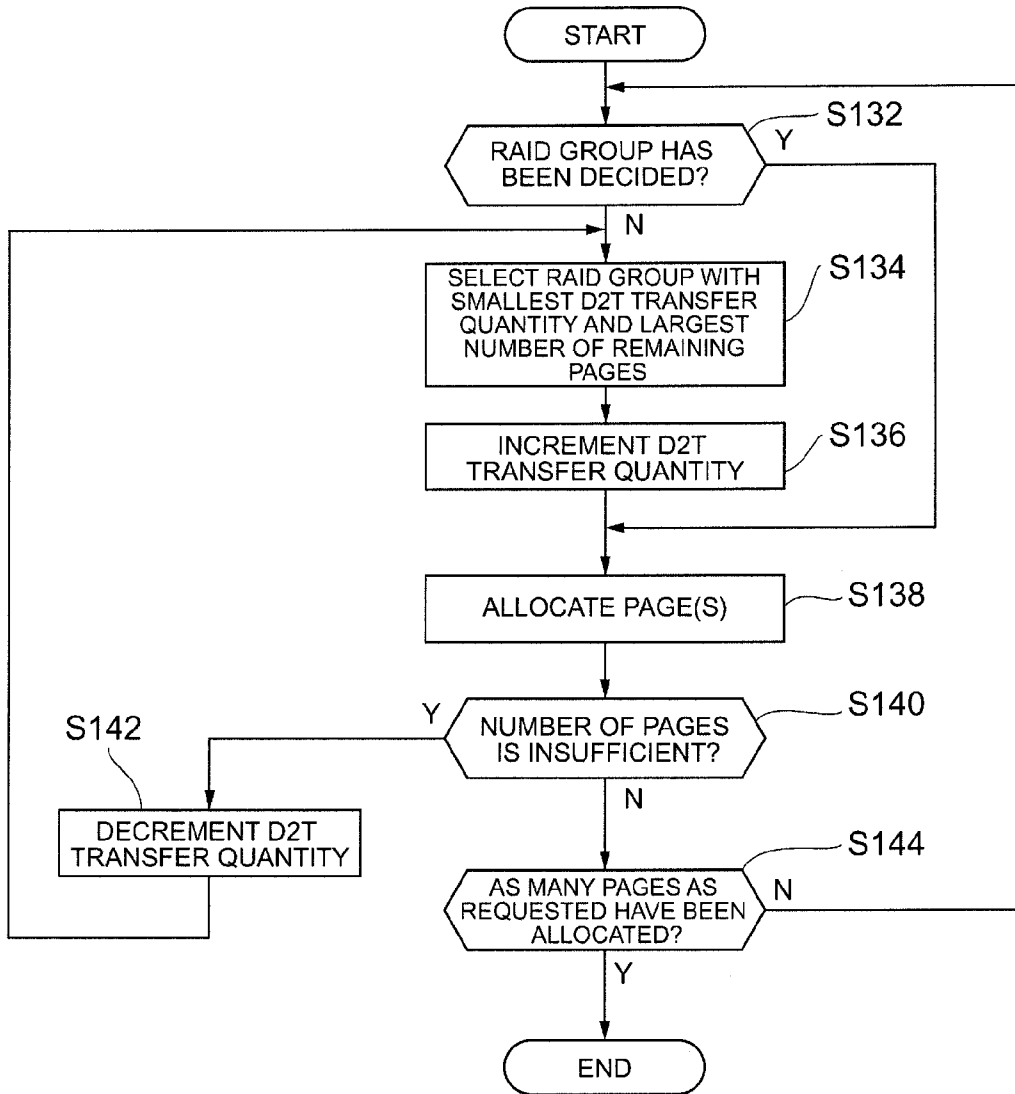 START
S132
Y
RAID GROUP HAS
BEEN DECIDED?
N
S134
SELECT RAID GROUP WITH
SMALLEST D2T TRANSFER
QUANTITY AND LARGEST
NUMBER OF REMAINING
PAGES
S136
INCREMENT D2T
TRANSFER QUANTITY
S138
ALLOCATE PAGE(S)
S140
Y
NUMBER OF PAGES
IS INSUFFICIENT?
N
S142
DECREMENT D2T
TRANSFER QUANTITY
S144
AS MANY PAGES AS
REQUESTED HAVE BEEN
ALLOCATED?
N
Y
END